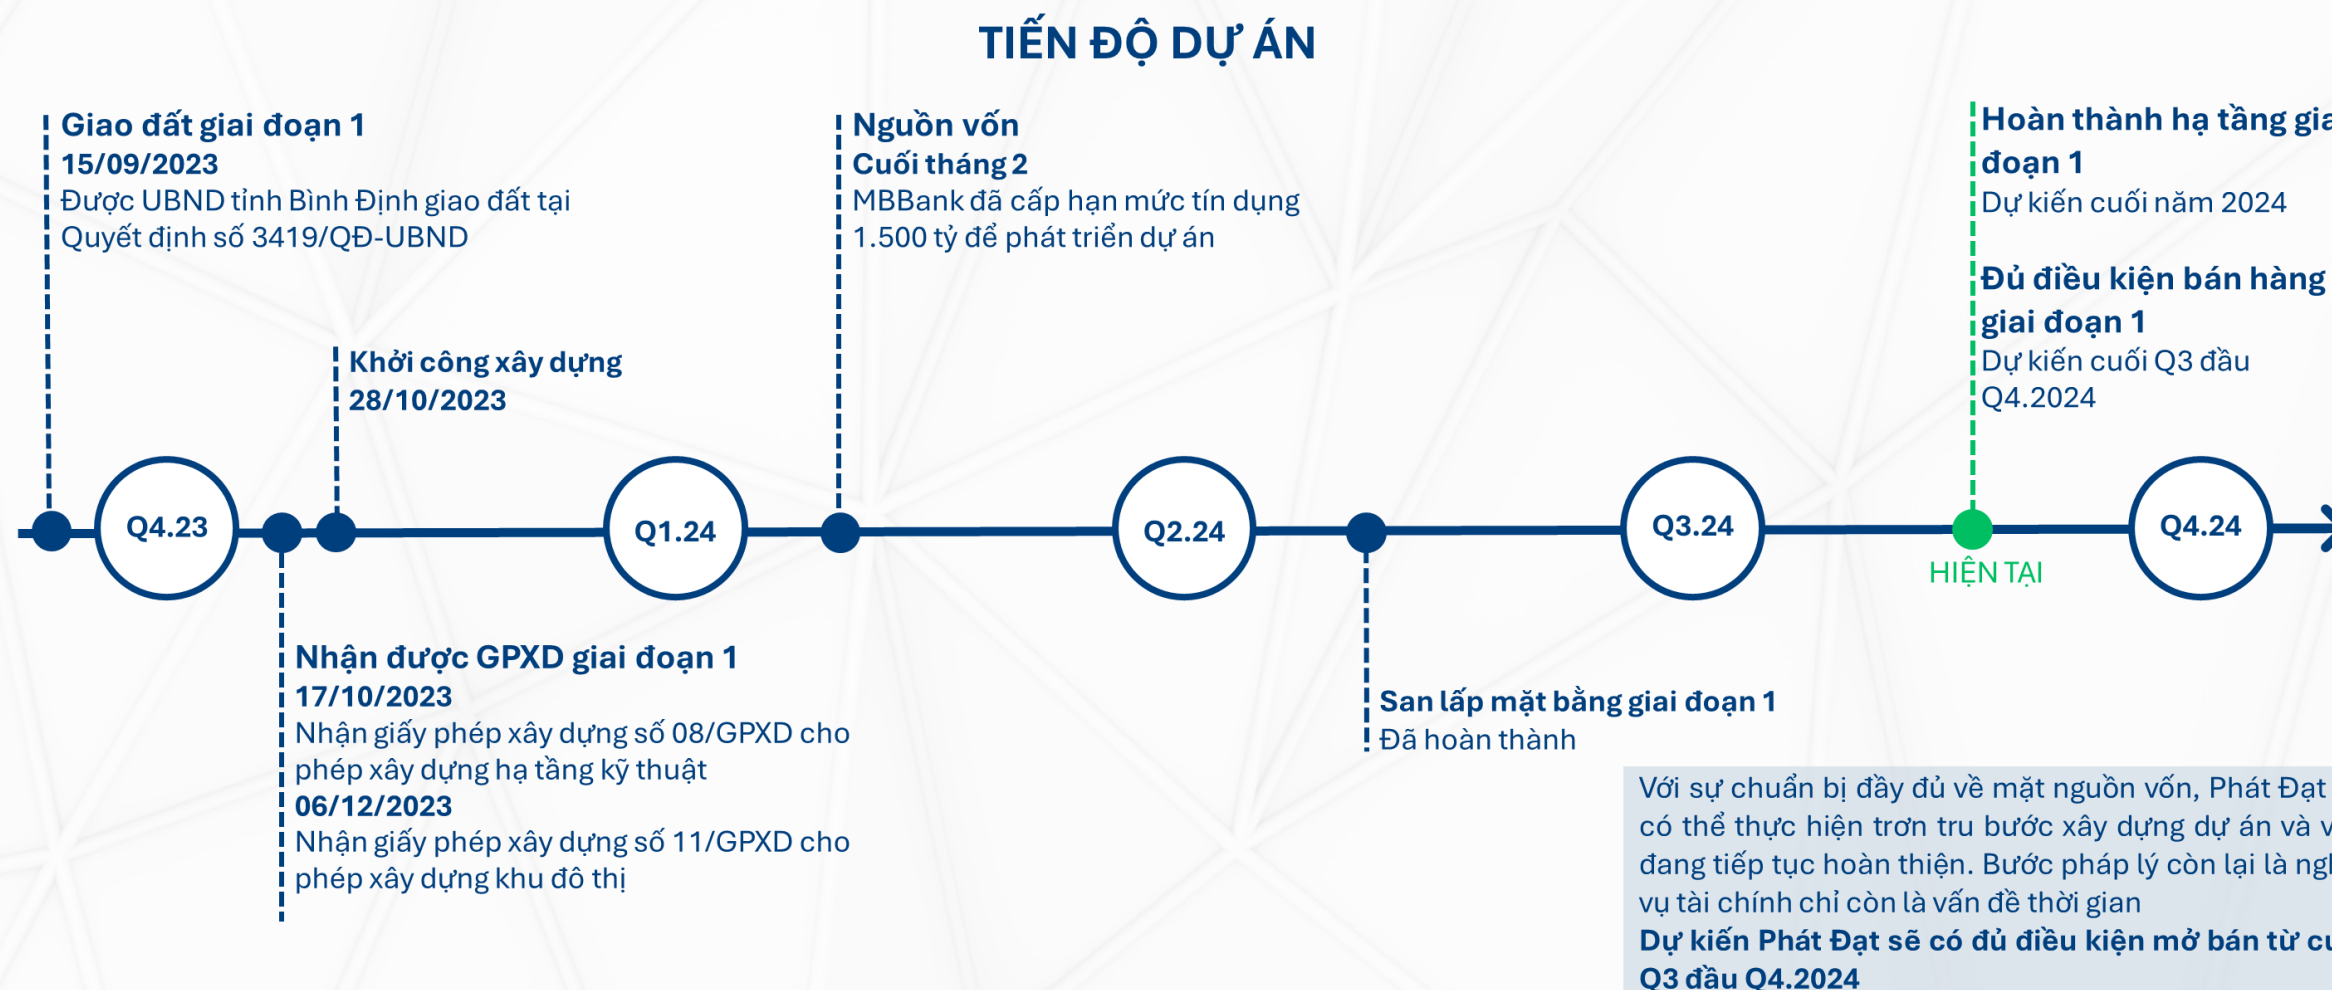 TIẾN ĐỘ DỰ ÁN
Giao đất giai đoạn 1
15/09/2023
Được UBND tỉnh Bình Định giao đất tại
Quyết định số 3419/QĐ-UBND
Khởi công xây dựng
28/10/2023
Nguồn vốn
Cuối tháng 2
MBBank đã cấp hạn mức tín dụng
1.500 tỷ để phát triển dự án
Hoàn thành hạ tầng
đoạn 1
Dự kiến cuối năm 2024
Đủ điều kiện bán hàng
giai đoạn 1
Dự kiến cuối Q3 đầu
Q4.2024
Q4.23
Q1.24
Q2.24
Q3.24
Q4.24
HIỆN TẠI
Nhận được GPXD giai đoạn 1
17/10/2023
Nhận giấy phép xây dựng số 08/GPXD cho
phép xây dựng hạ tầng kỹ thuật
06/12/2023
Nhận giấy phép xây dựng số 11/GPXD cho
phép xây dựng khu đô thị
San lấp mặt bằng giai đoạn 1
Đã hoàn thành
Với sự chuẩn bị đầy đủ về mặt nguồn vốn, Phát Đạt
có thể thực hiện trơn tru bước xây dựng dự án và
đang tiếp tục hoàn thiện. Bước pháp lý còn lại là
vụ tài chính chỉ còn là vấn đề thời gian
Dự kiến Phát Đạt sẽ có đủ điều kiện mở bán từ
Q3 đầu Q4.2024